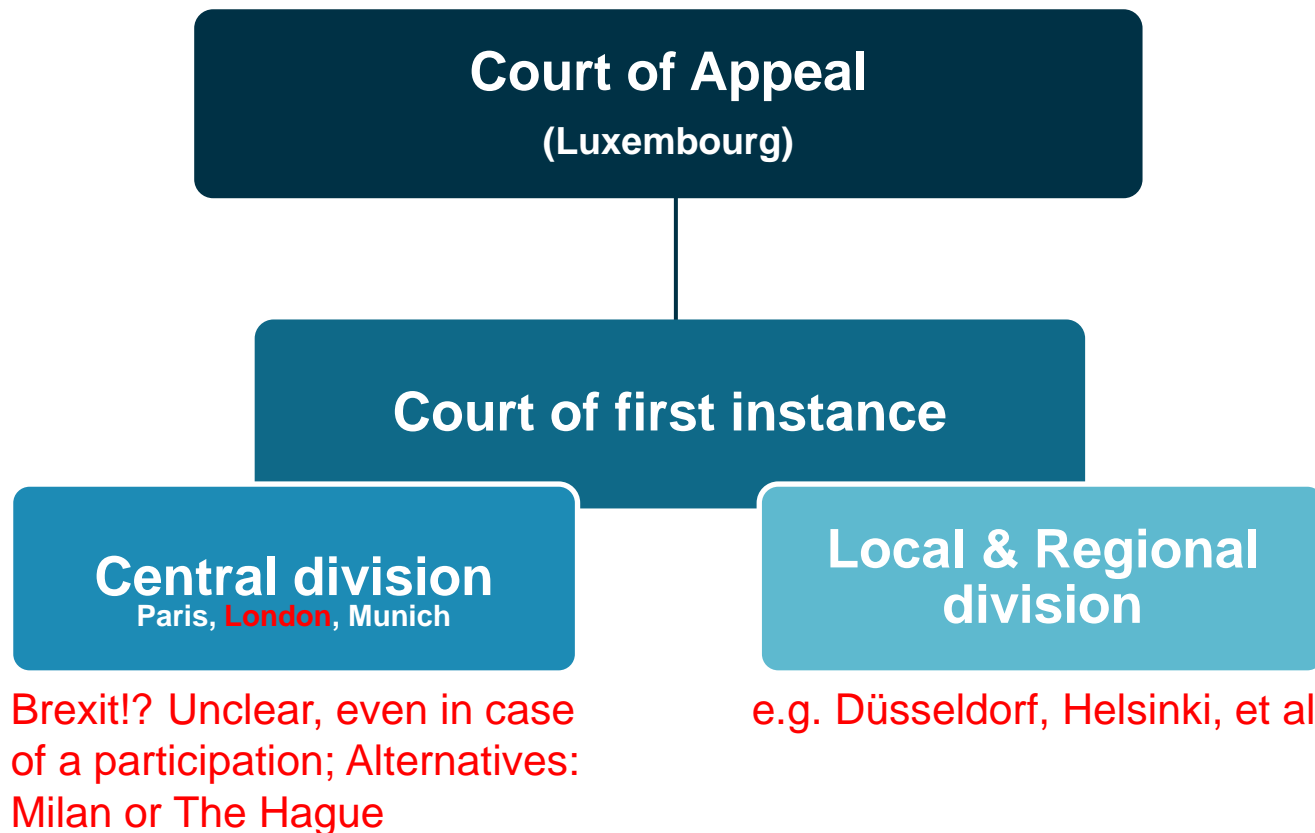 Court of Appeal
(Luxembourg)
Court of first instance
Central division
Paris, London, Munich
Local & Regional
division
Brexit!? Unclear, even in case
of a participation; Alternatives:
Milan or The Hague
e.g. Düsseldorf, Helsinki, et al